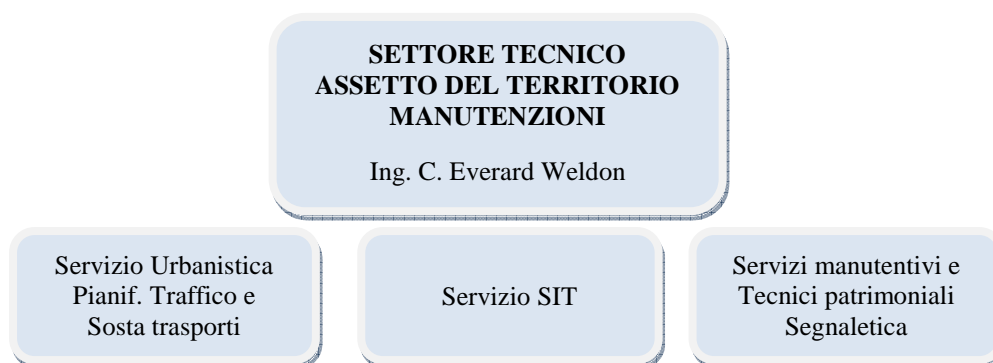 SETTORE TECNICO
ASSETTO DEL TERRITORIO
MANUTENZIONI
Ing. C. Everard Weldon
Servizio Urbanistica
Pianif. Traffico e
Sosta trasporti
Servizio SIT
Servizi manutentivi e
Tecnici patrimoniali
Segnaletica